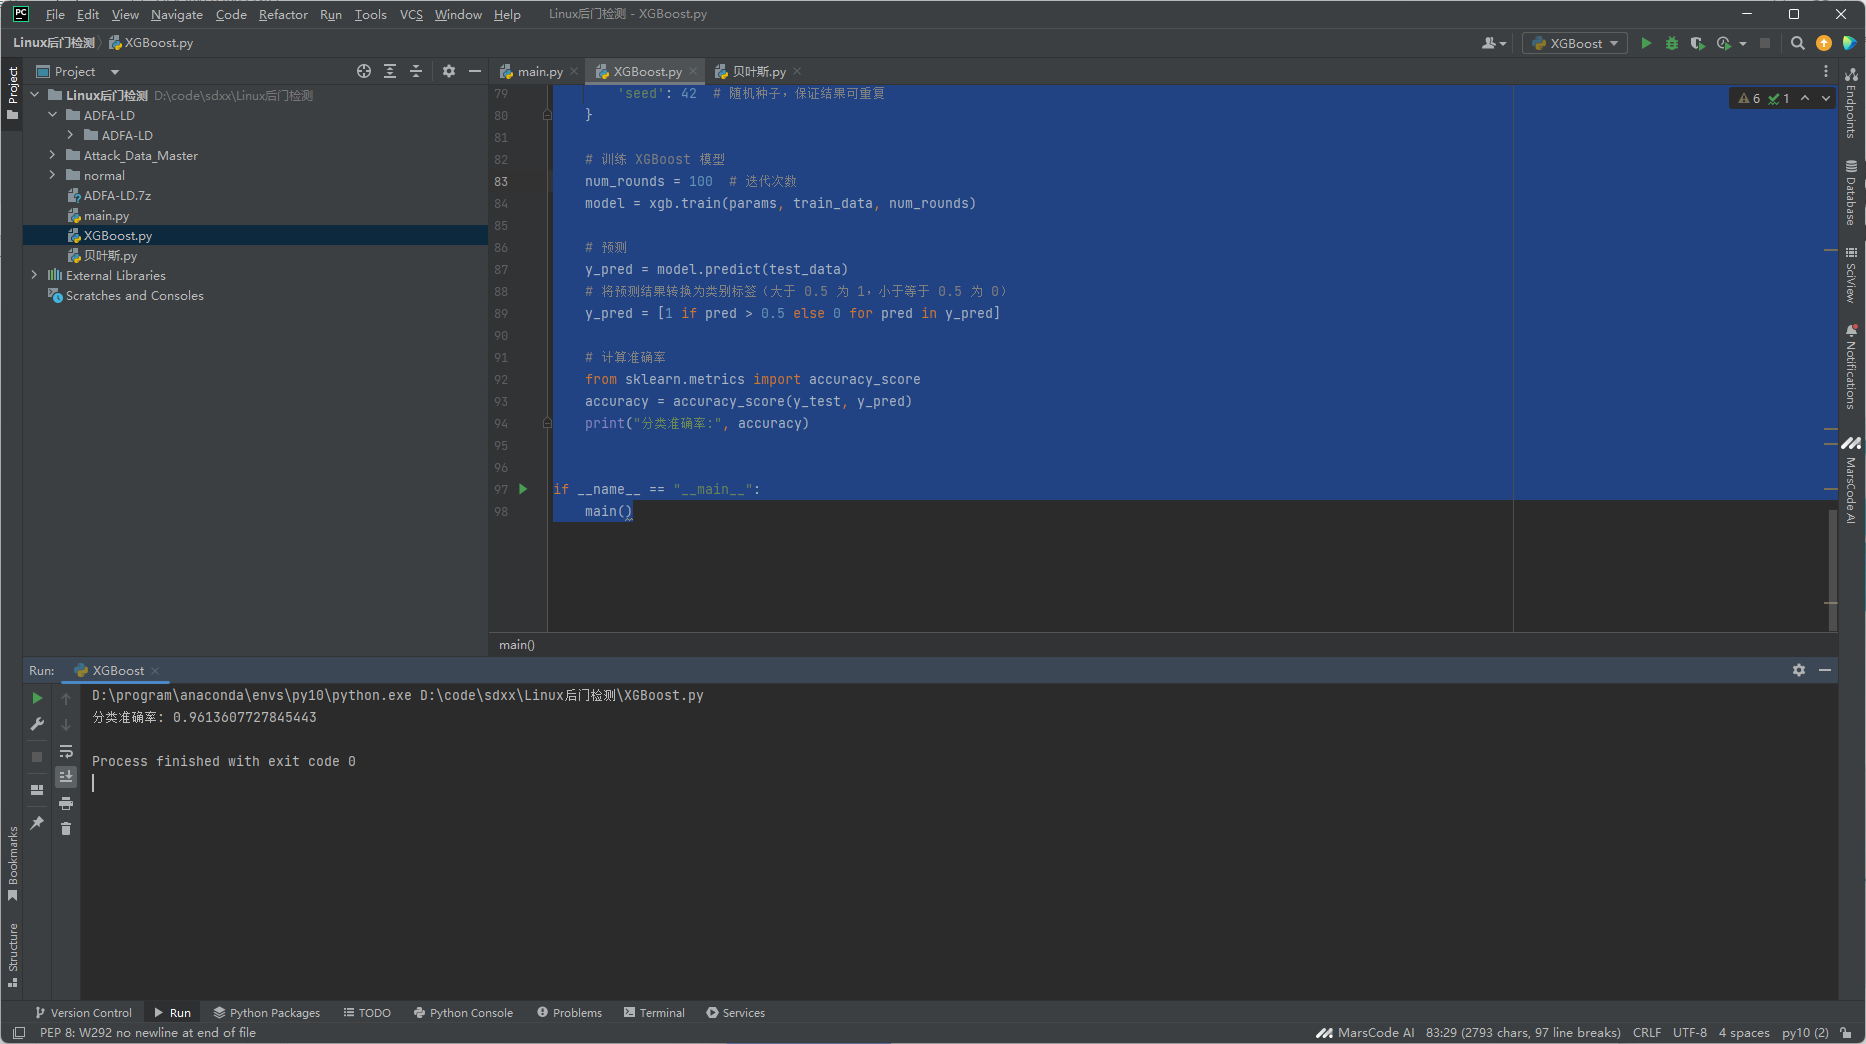 PC File Edit View Navigate Code Refactor Run Tools VCS Window Help Linux后门检测 - XGBoost.py
Linux后门检测 XGBoost.py XGBoost
Project
Project
main.py XGBoost.py 贝叶斯.py
Linux后门检测 D:\code\sdxx\Linux后门检测
ADFA-LD
ADFA-LD
Attack_Data_Master
normal
ADFA-LD.7z
main.py
XGBoost.py
贝叶斯.py
External Libraries
Scratches and Consoles
6 1
79 'seed': 42 # 随机种子，保证结果可重复
80 }
81
82 # 训练 XGBoost 模型
83 num_rounds = 100 # 迭代次数
84 model = xgb.train(params, train_data, num_rounds)
85
86 # 预测
87 y_pred = model.predict(test_data)
88 # 将预测结果转换为类别标签（大于 0.5 为 1，小于等于 0.5 为 0）
89 y_pred = [1 if pred > 0.5 else 0 for pred in y_pred]
90
91 # 计算准确率
92 from sklearn.metrics import accuracy_score
93 accuracy = accuracy_score(y_test, y_pred)
94 print("分类准确率:", accuracy)
95
96
97 if __name__ == "__main__":
98 main()
main()
Endpoints
Database
SciView
Notifications
MarsCode AI
Run: XGBoost
D:\program\anaconda\envs\py10\python.exe D:\code\sdxx\Linux后门检测\XGBoost.py
分类准确率: 0.9613607727845443
Process finished with exit code 0
Bookmarks
Structure
Version Control Run Python Packages TODO Python Console Problems Terminal Services
PEP 8: W292 no newline at end of file MarsCode AI 83:29 (2793 chars, 97 line breaks) CRLF UTF-8 4 spaces py10 (2)